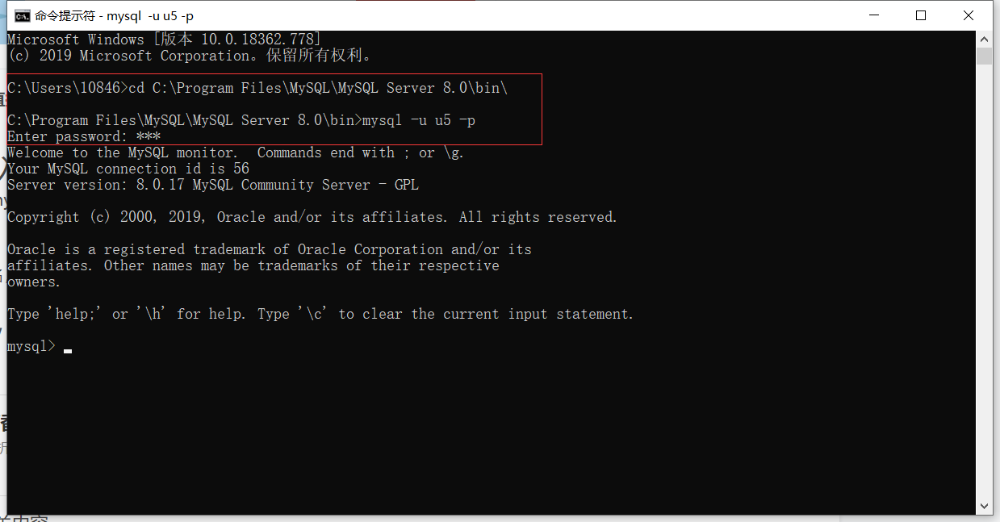 命令提示符 - mysql -u u5 -p
Microsoft Windows [版本 10.0.18362.778]
(c) 2019 Microsoft Corporation。保留所有权利。
C:\Users\10846>cd C:\Program Files\MySQL\MySQL Server 8.0\bin\
C:\Program Files\MySQL\MySQL Server 8.0\bin>mysql -u u5 -p
Enter password: ***
Welcome to the MySQL monitor.  Commands end with ; or \g.
Your MySQL connection id is 56
Server version: 8.0.17 MySQL Community Server - GPL
Copyright (c) 2000, 2019, Oracle and/or its affiliates. All rights reserved.
Oracle is a registered trademark of Oracle Corporation and/or its
affiliates. Other names may be trademarks of their respective
owners.
Type 'help;' or '\h' for help. Type '\c' to clear the current input statement.
mysql>